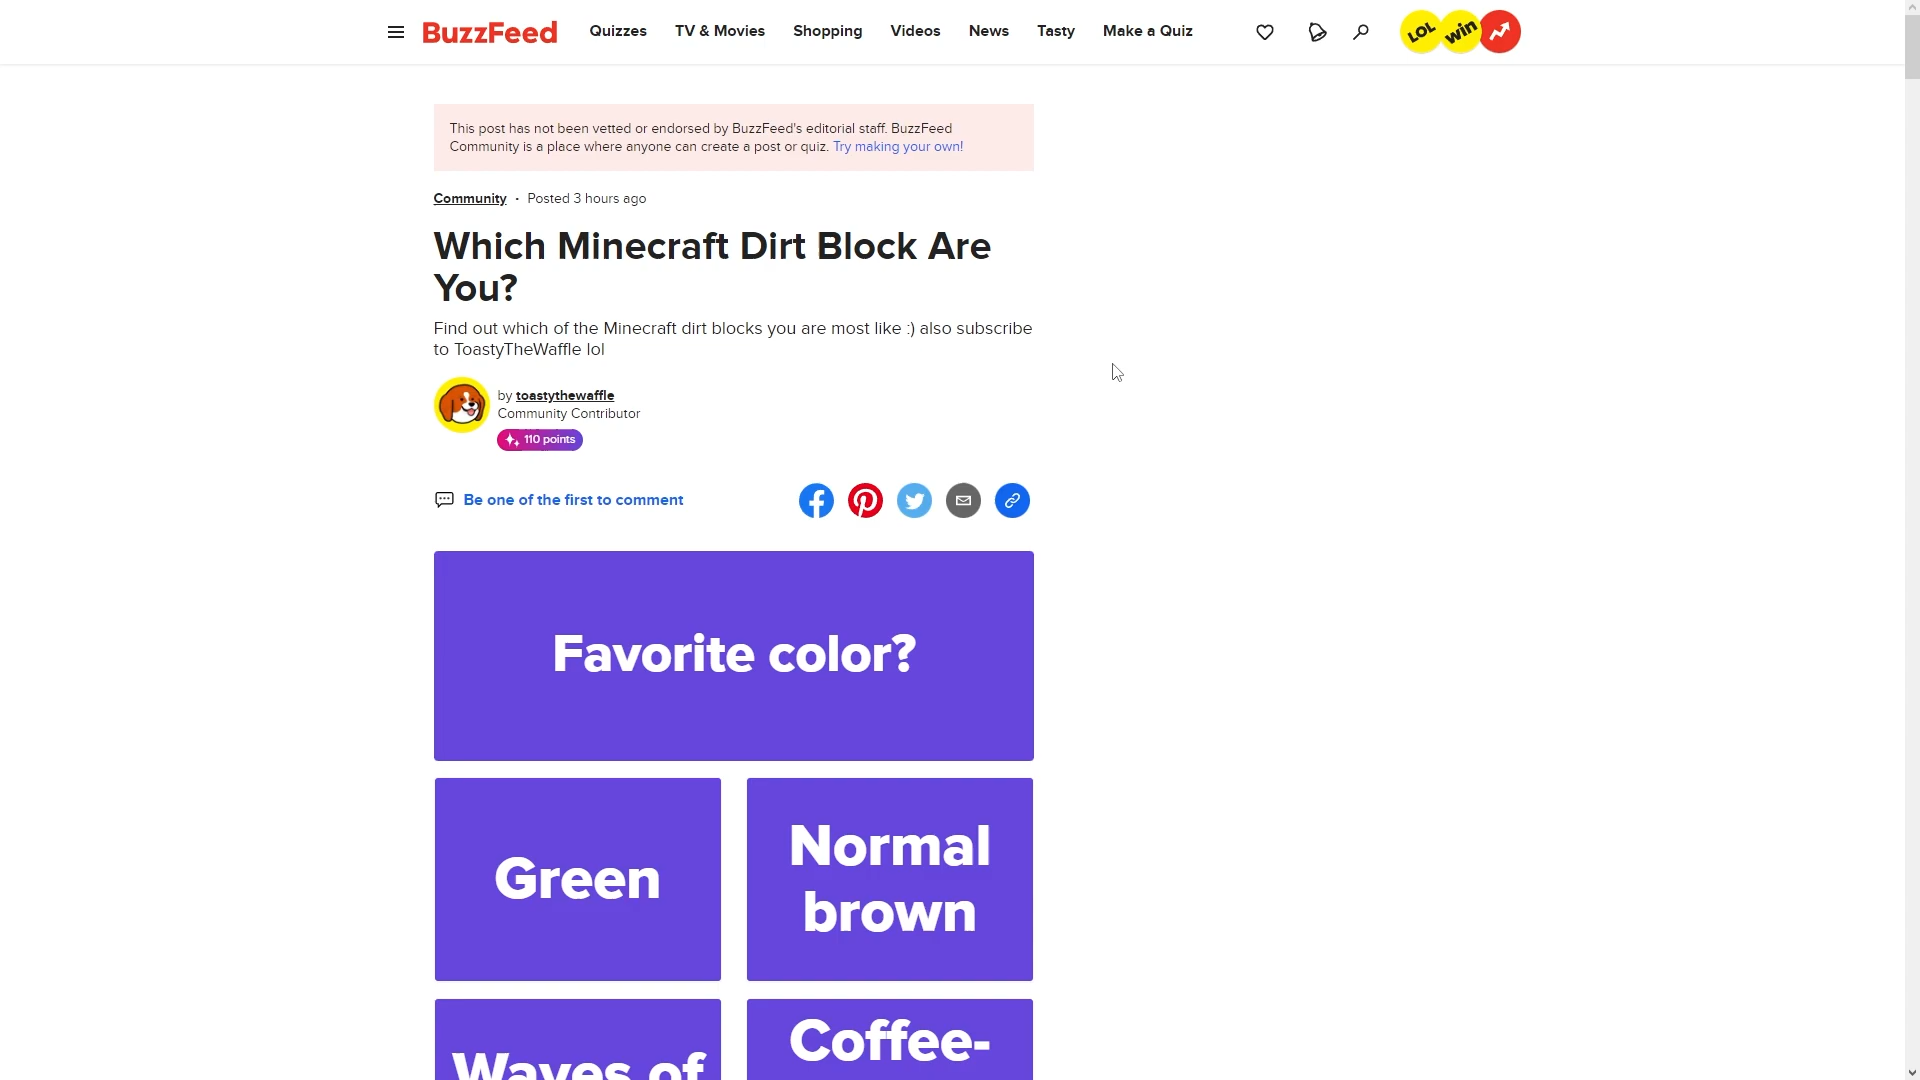 BuzzFeed
Quizzes TV & Movies Shopping Videos News Tasty Make a Quiz
LOL win
This post has not been vetted or endorsed by BuzzFeed's editorial staff. BuzzFeed
Community is a place where anyone can create a post or quiz. Try making your own!
Community · Posted 3 hours ago
Which Minecraft Dirt Block Are
You?
Find out which of the Minecraft dirt blocks you are most like :) also subscribe
to ToastyTheWaffle lol
by toastythewaffle
Community Contributor
110 points
Be one of the first to comment
Favorite color?
Green
Normal
brown
Waves of
Coffee-